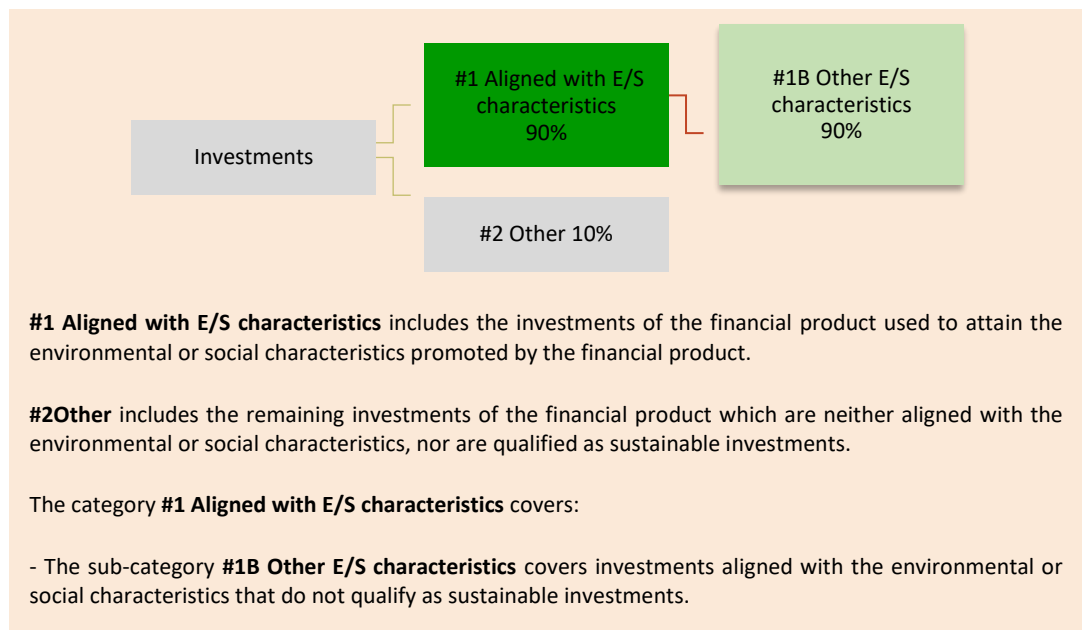 #1 Aligned with E/S
characteristics
90%
#1B Other E/S
characteristics
90%
Investments
#2 Other 10%
#1 Aligned with E/S characteristics includes the investments of the financial product used to attain the
environmental or social characteristics promoted by the financial product.
#2Other includes the remaining investments of the financial product which are neither aligned with the
environmental or social characteristics, nor are qualified as sustainable investments.
The category #1 Aligned with E/S characteristics covers:
- The sub-category #1B Other E/S characteristics covers investments aligned with the environmental or
social characteristics that do not qualify as sustainable investments.